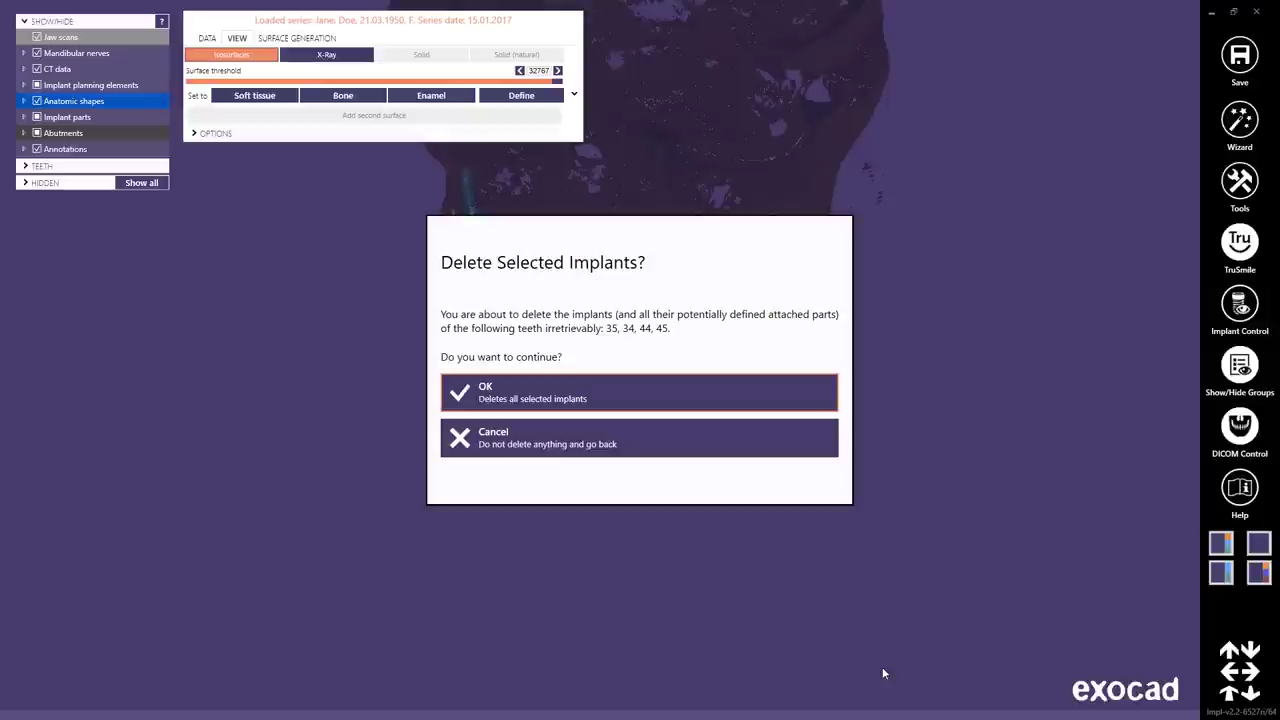 SHOW/HIDE
?
Jaw scans
Mandibular nerves
CT data
Implant planning elements
Anatomic shapes
Implant parts
Abutments
Annotations
TEETH
HIDDEN
Show all
Loaded series: Jane, Doe, 21.03.1950, F. Series date: 15.01.2017
DATA VIEW SURFACE GENERATION
Isosurfaces X-Ray Solid Solid (natural)
Surface threshold 32767
Set to Soft tissue Bone Enamel Define
Add second surface
OPTIONS
Delete Selected Implants?
You are about to delete the implants (and all their potentially defined attached parts)
of the following teeth irretrievably: 35, 34, 44, 45.
Do you want to continue?
OK
Deletes all selected implants
Cancel
Do not delete anything and go back
Save
Wizard
Tools
Tru
TruSmile
Implant Control
Show/Hide Groups
DICOM Control
Help
exocad
Impl-v2.2-6527ri/64